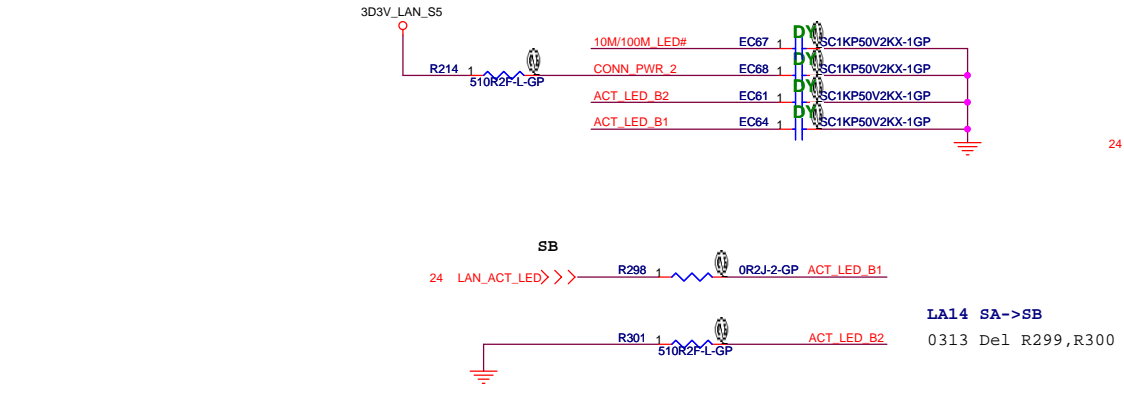 3D3V_LAN_S5
10M/100M_LED# EC67 1 DY SC1KP50V2KX-1GP
R214 1 510R2F-L-GP CONN_PWR_2 EC68 1 DY SC1KP50V2KX-1GP
ACT_LED_B2 EC61 1 DY SC1KP50V2KX-1GP
ACT_LED_B1 EC64 1 DY SC1KP50V2KX-1GP
24
SB
24 LAN_ACT_LED R298 1 0R2J-2-GP ACT_LED_B1
LA14 SA->SB
R301 1 510R2F-L-GP ACT_LED_B2
0313 Del R299,R300